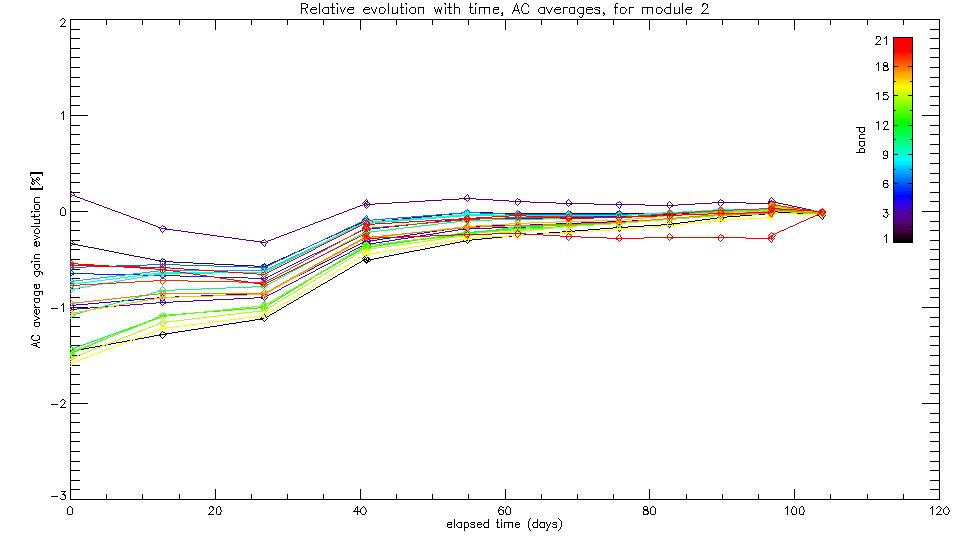 Relative evolution with time, AC averages, for module 2
2
1
0
-1
-2
-3
AC average gain evolution [%]
0 20 40 60 80 100 120
elapsed time (days)
band
21
18
15
12
9
6
3
1